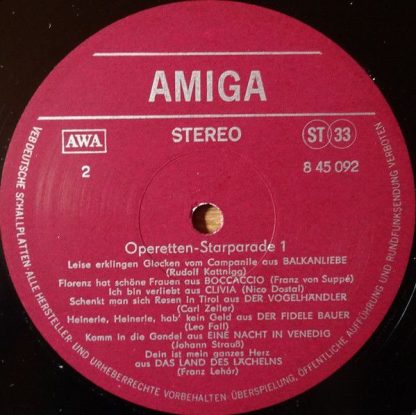 AMIGA
AWA
STEREO
ST 33
2
8 45 092
Operetten-Starparade 1
Leise erklingen Glocken vom Campanile aus BALKANLIEBE
(Rudolf Kattnigg)
Florenz hat schöne Frauen aus BOCCACCIO (Franz von Suppé)
Ich bin verliebt aus CLIVIA (Nico Dostal)
Schenkt man sich Rosen in Tirol aus DER VOGELHÄNDLER
(Carl Zeller)
Heinerle, Heinerle, hab' kein Geld aus DER FIDELE BAUER
(Leo Fall)
Komm in die Gondel aus EINE NACHT IN VENEDIG
(Johann Strauß)
Dein ist mein ganzes Herz
aus DAS LAND DES LÄCHELNS
(Franz Lehár)
VEB DEUTSCHE SCHALLPLATTEN · ALLE HERSTELLER- UND URHEBERRECHTE VORBEHALTEN ÜBERSPIELUNG, ÖFFENTLICHE AUFFÜHRUNG UND RUNDFUNKSENDUNG VERBOTEN